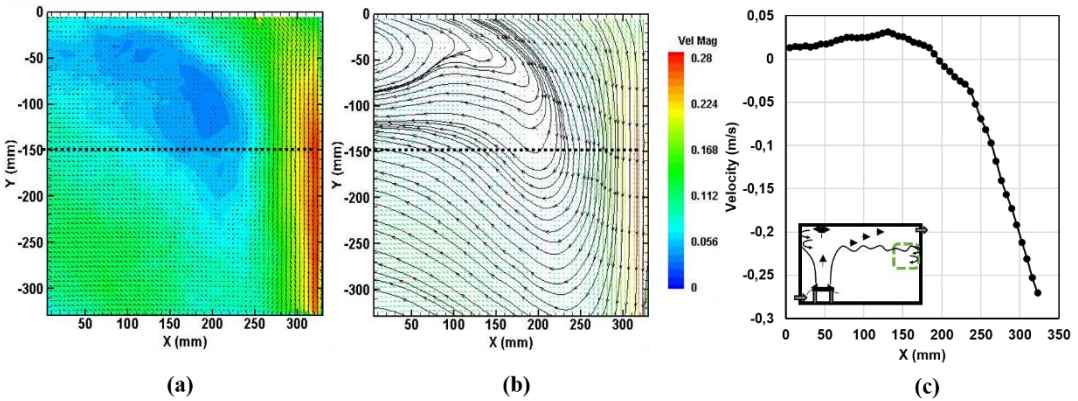 0
-50
-100
-150
-200
-250
-300
Y (mm)
50 100 150 200 250 300
X (mm)
(a)
0
-50
-100
-150
-200
-250
-300
Y (mm)
50 100 150 200 250 300
X (mm)
(b)
Vel Mag
0.28
0.224
0.168
0.112
0.056
0
0,05
0
-0,05
-0,1
-0,15
-0,2
-0,25
-0,3
Velocity (m/s)
0 50 100 150 200 250 300 350
X (mm)
(c)